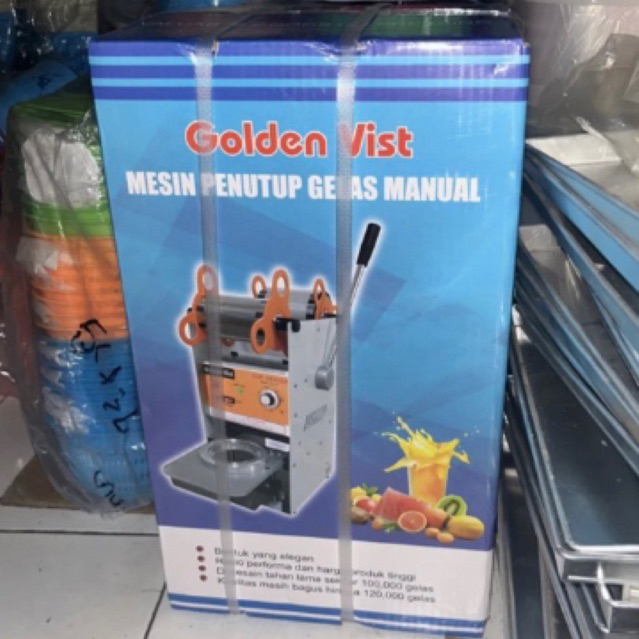 Golden Vist
MESIN PENUTUP GELAS MANUAL
Bentuk yang elegan
performa dan harga produk tinggi
Didesain tahan lama sekitar 100,000 gelas
Kualitas masih bagus hingga 120,000 gelas